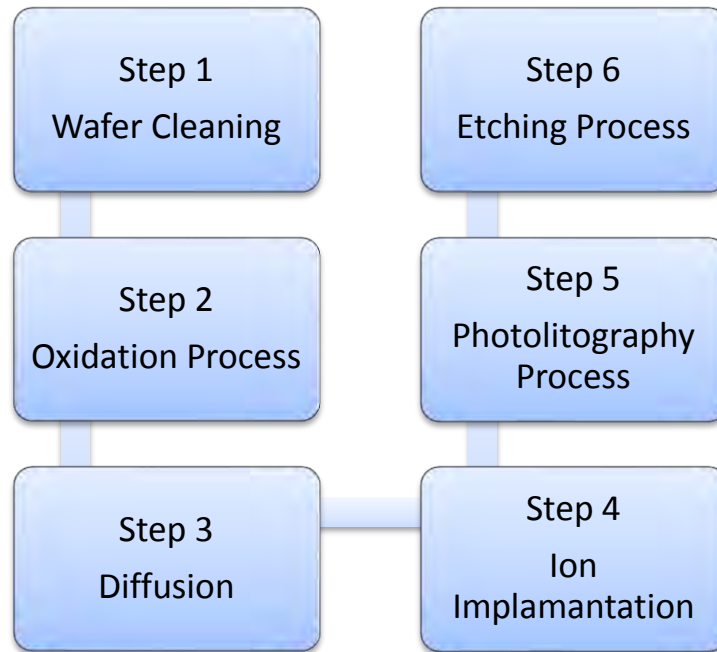 Step 1
Wafer Cleaning
Step 2
Oxidation Process
Step 3
Diffusion
Step 4
Ion
Implamantation
Step 5
Photolitography
Process
Step 6
Etching Process